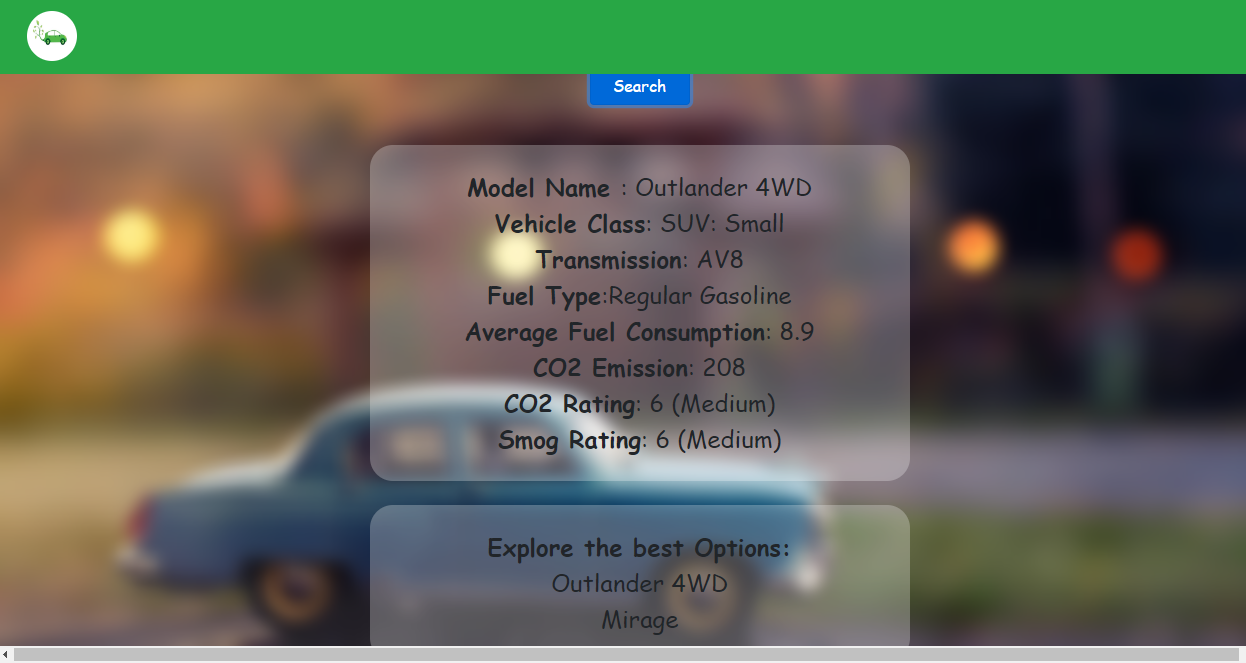 Search
Model Name : Outlander 4WD
Vehicle Class: SUV: Small
Transmission: AV8
Fuel Type:Regular Gasoline
Average Fuel Consumption: 8.9
CO2 Emission: 208
CO2 Rating: 6 (Medium)
Smog Rating: 6 (Medium)
Explore the best Options:
Outlander 4WD
Mirage